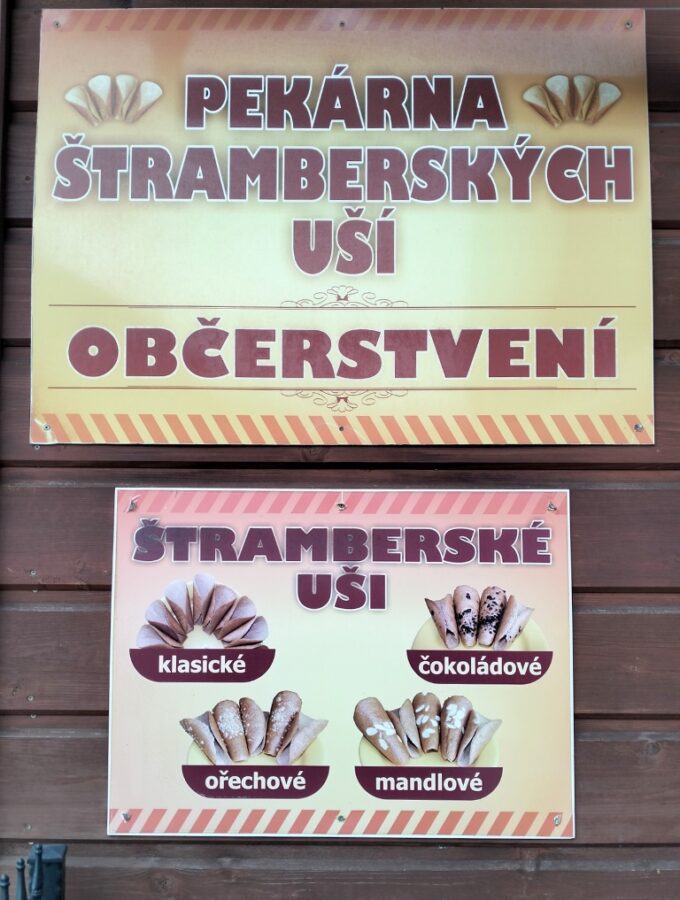 PEKÁRNA
ŠTRAMBERSKÝCH
UŠÍ
OBČERSTVENÍ
ŠTRAMBERSKÉ
UŠI
klasické
čokoládové
ořechové
mandlové